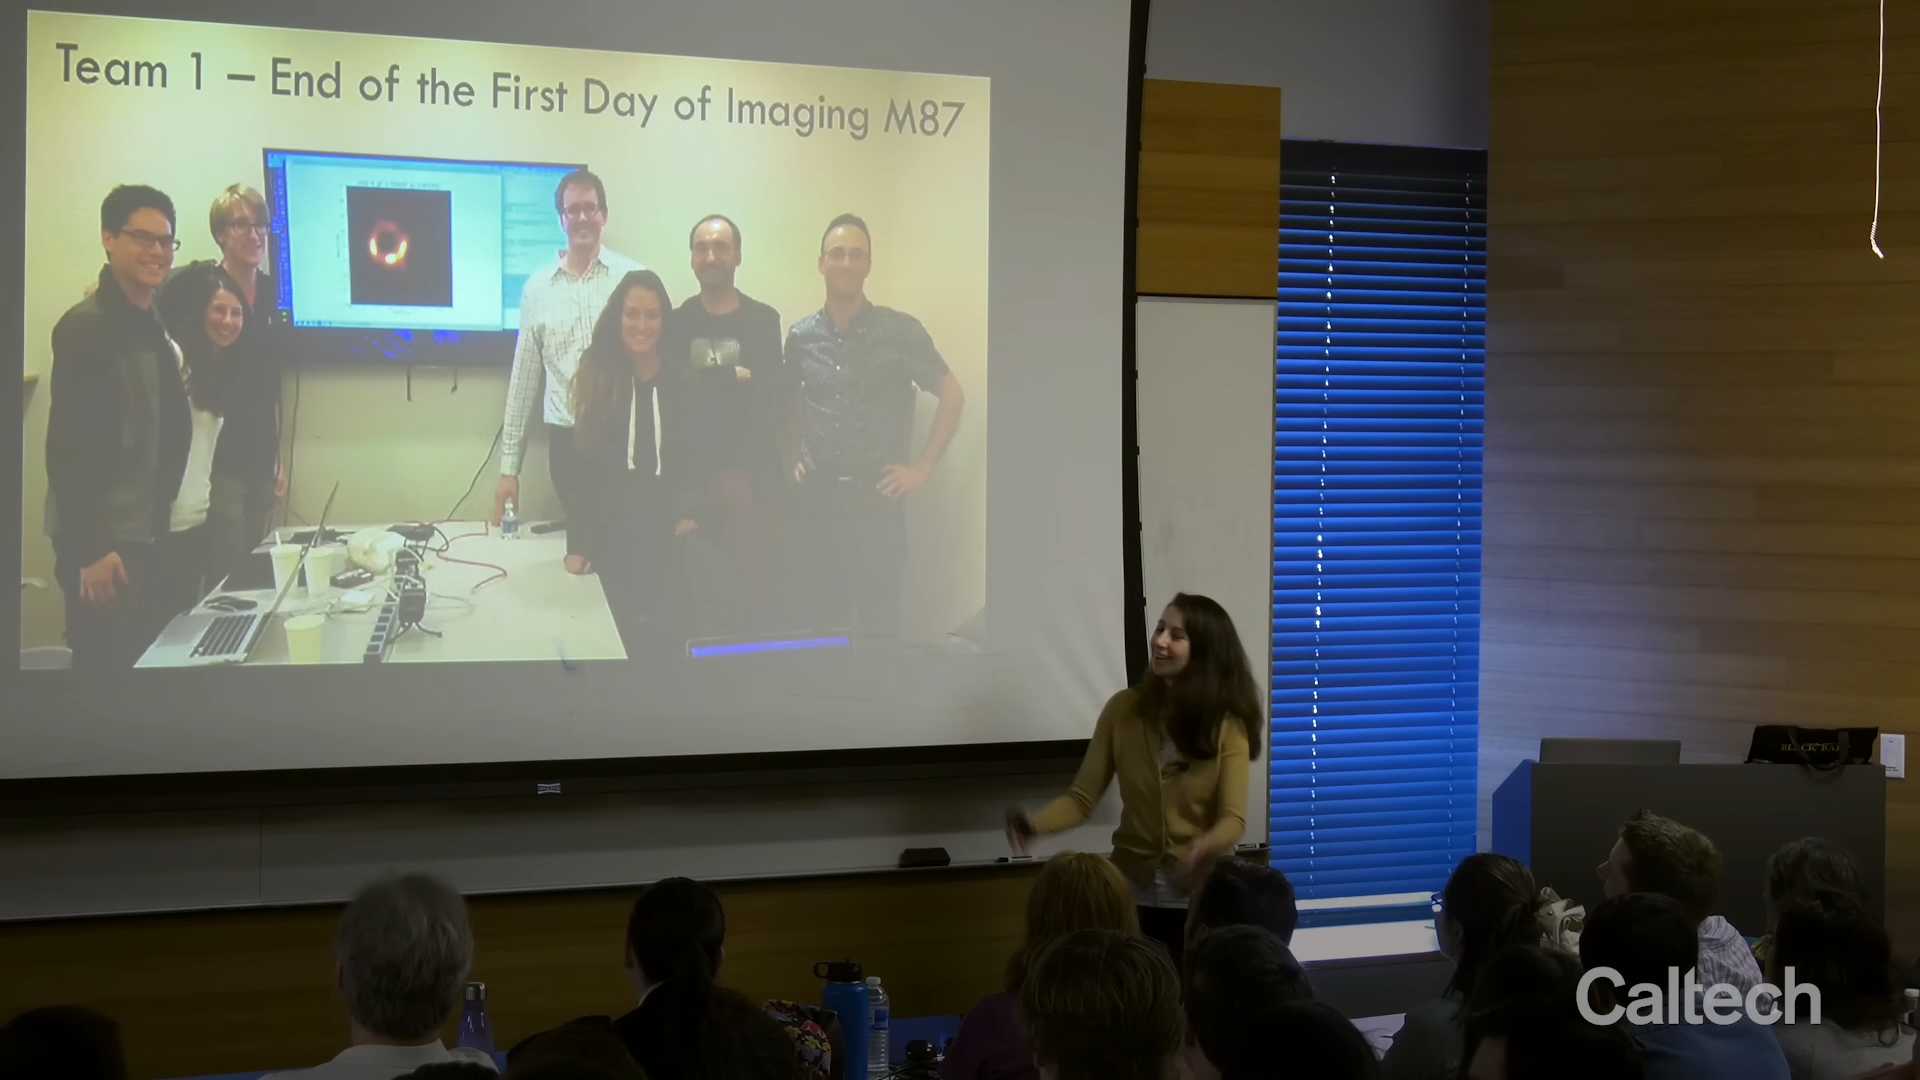 Team 1 – End of the First Day of Imaging M87
Caltech